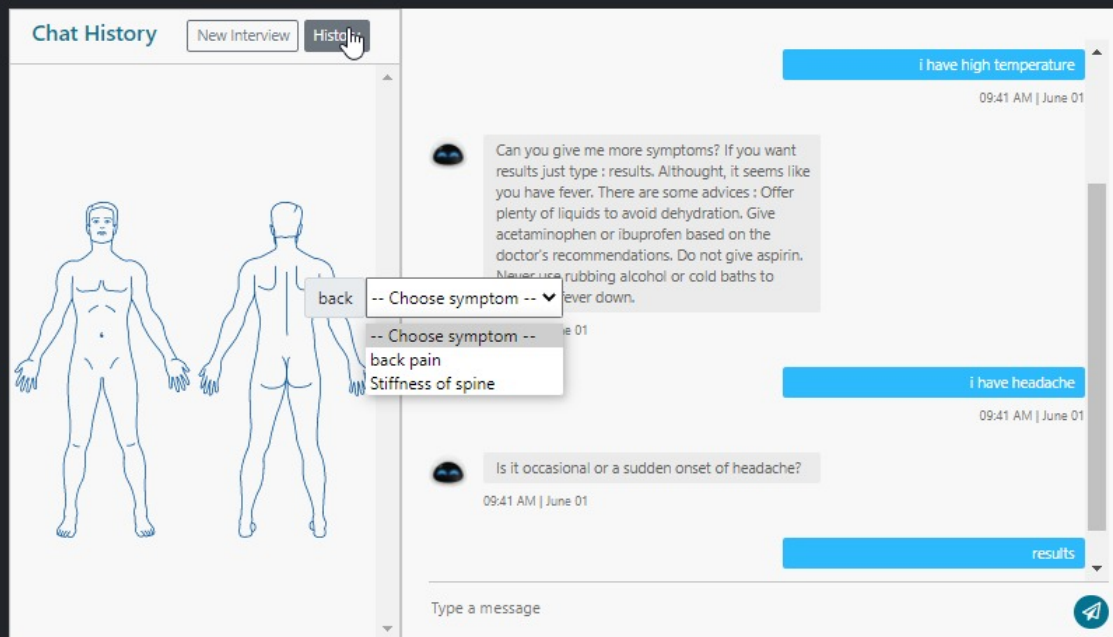 Chat History
New Interview
back
-- Choose symptom --
-- Choose symptom --
back pain
Stiffness of spine
i have high temperature
09:41 AM | June 01
Can you give me more symptoms? If you want
results just type : results. Althought, it seems like
you have fever. There are some advices : Offer
plenty of liquids to avoid dehydration. Give
acetaminophen or ibuprofen based on the
doctor's recommendations. Do not give aspirin.
Never use rubbing alcohol or cold baths to
fever down.
01
i have headache
09:41 AM | June 01
Is it occasional or a sudden onset of headache?
09:41 AM | June 01
results
Type a message